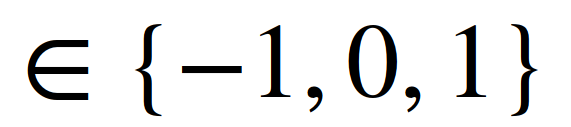 ∈ {−1, 0, 1}